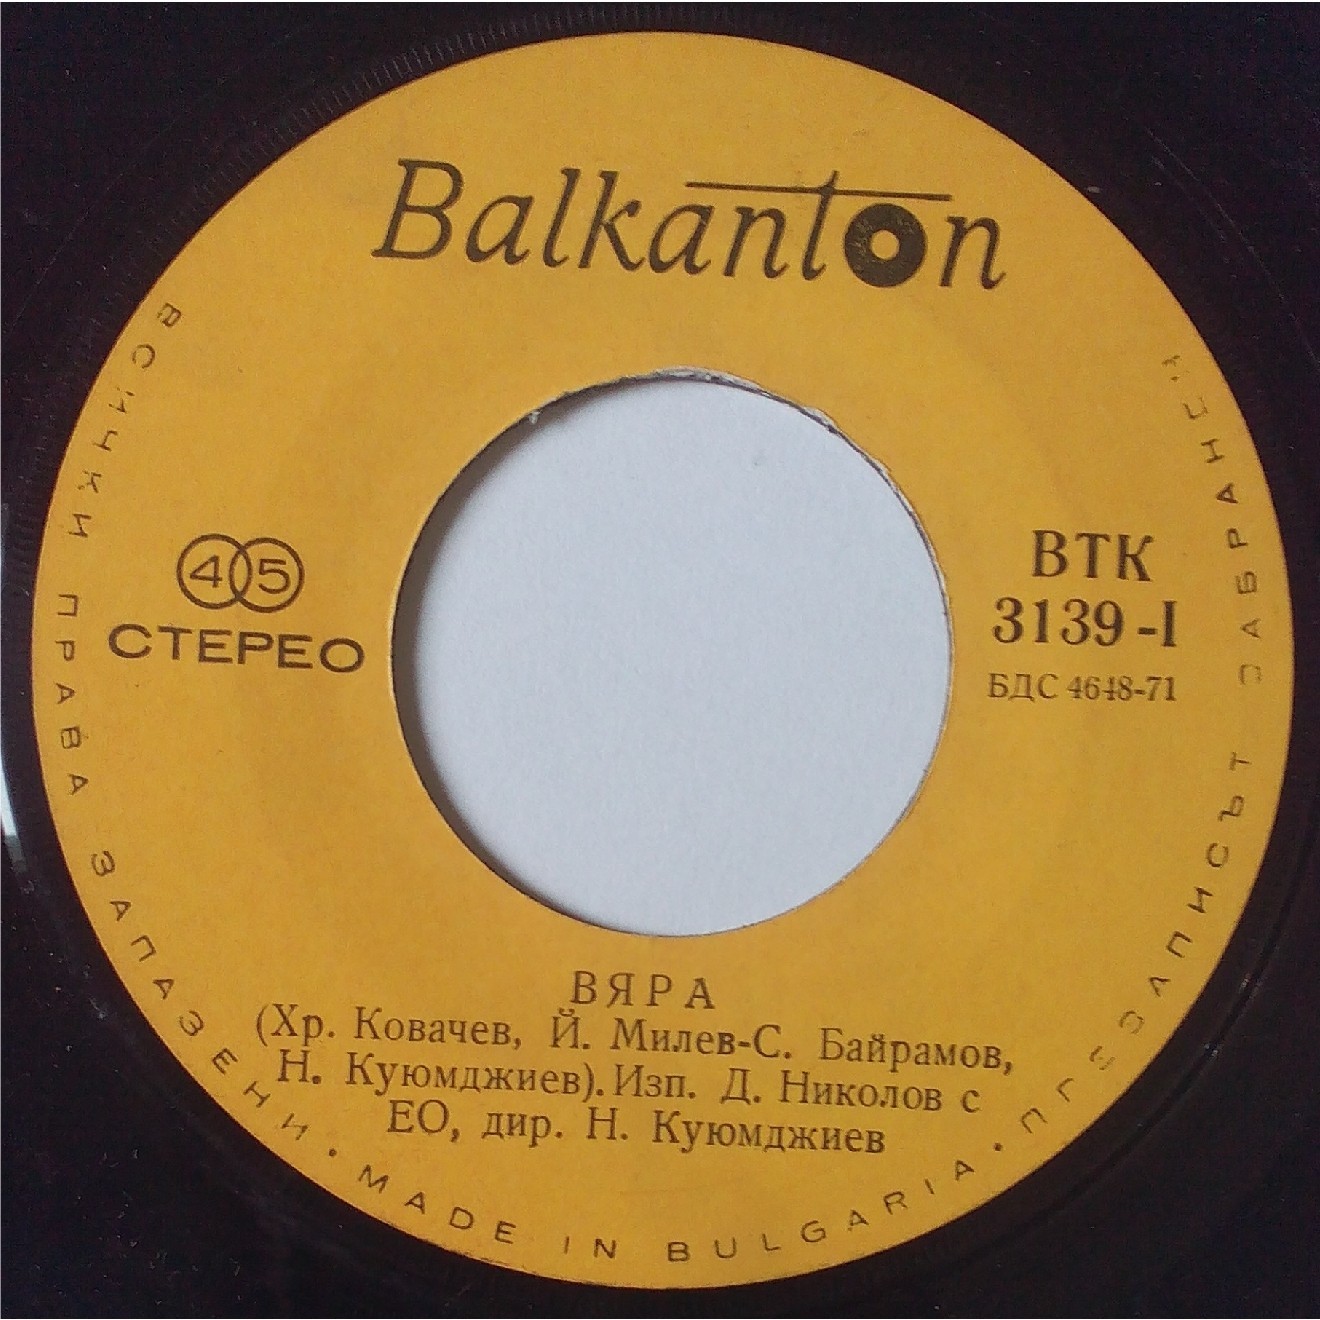 Balkanton
45
СТЕРЕО
ВТК
3139-I
БДС 4648-71
ВЯРА
(Хр. Ковачев, Й. Милев-С. Байрамов,
Н. Куюмджиев). Изп. Д. Николов с
ЕО, дир. Н. Куюмджиев
ВСИЧКИ ПРАВА ЗАПАЗЕНИ · MADE IN BULGARIA · ПРЕЗАПИСЪТ ЗАБРАНЕН